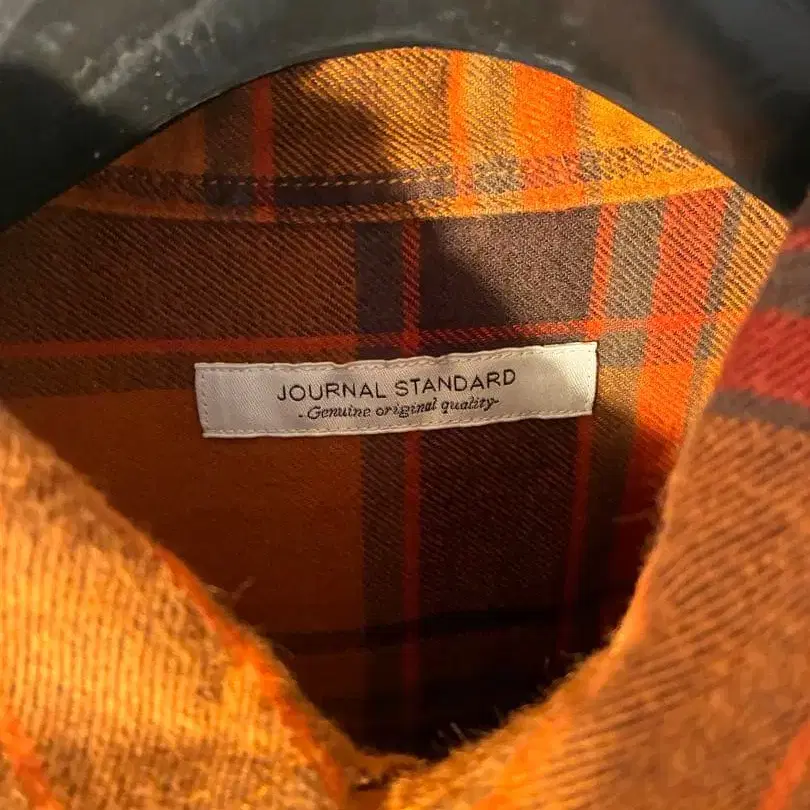 JOURNAL STANDARD
- Genuine original quality-